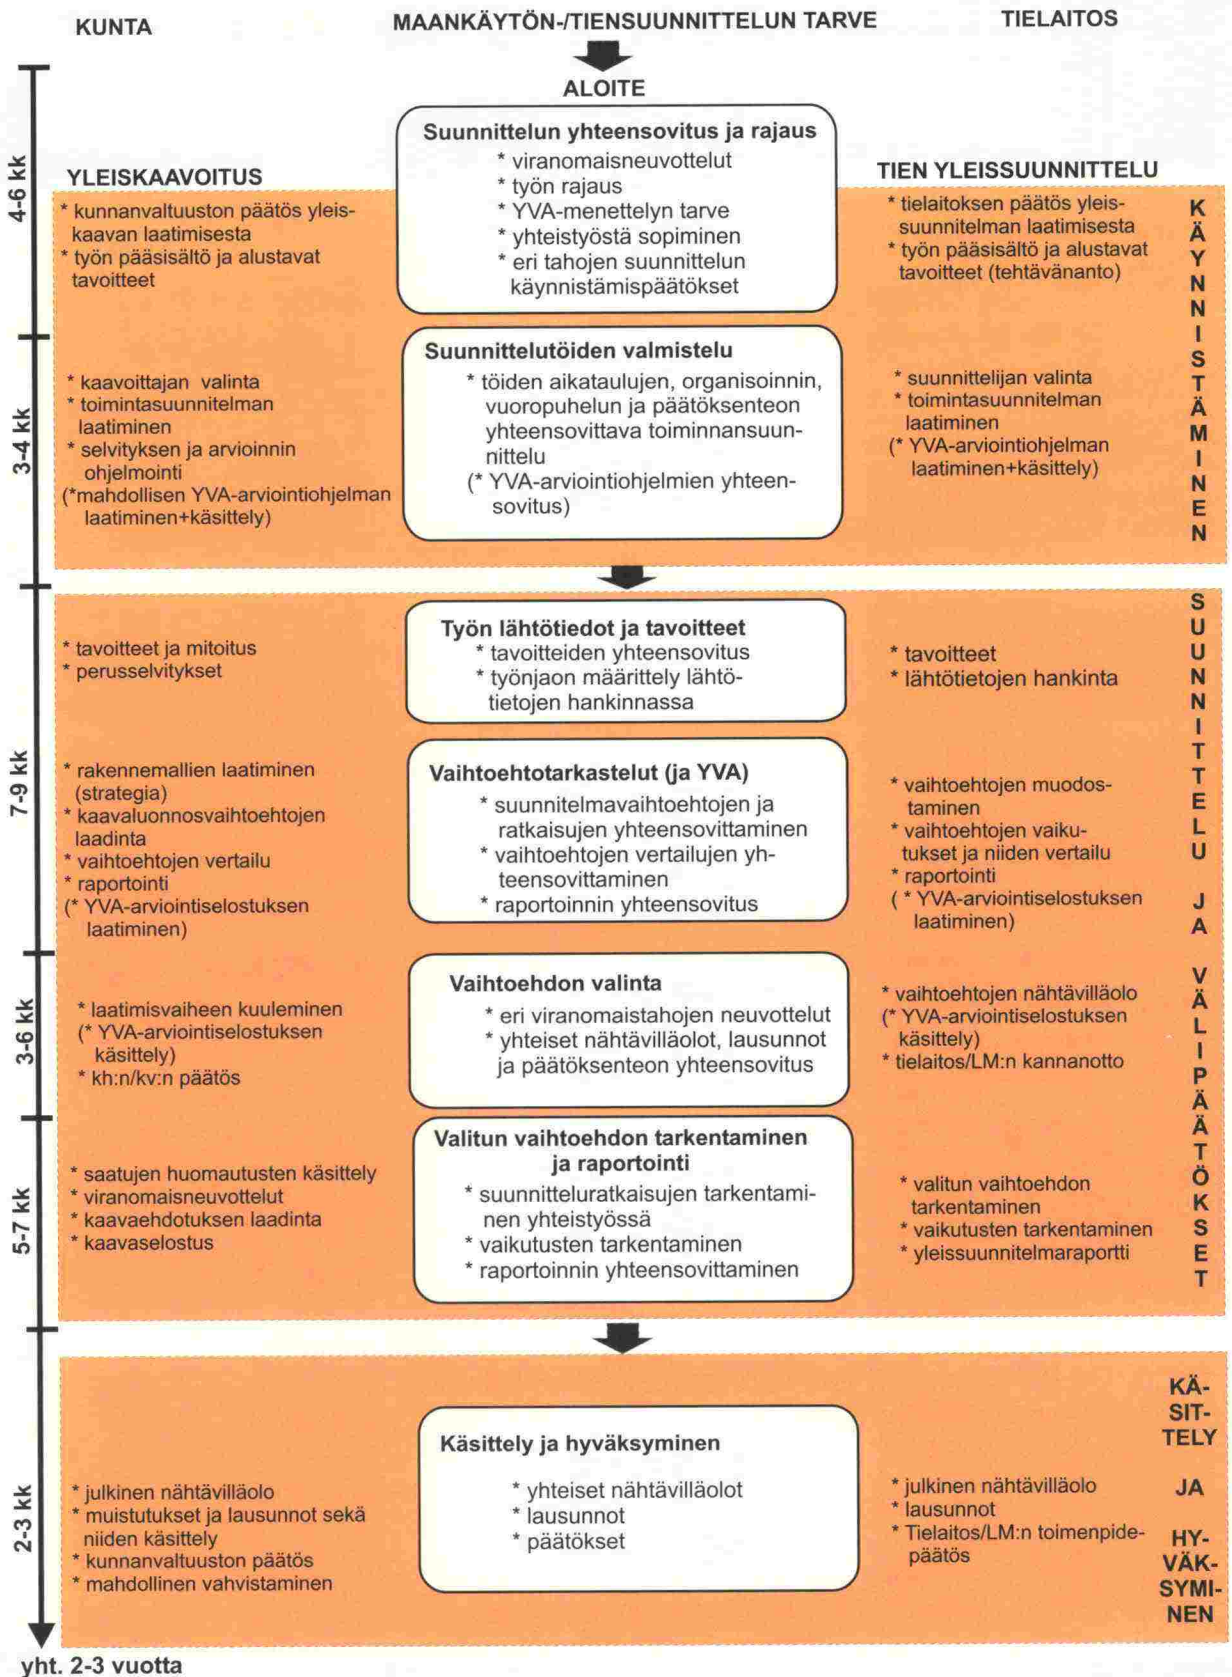 KUNTA
MAANKÄYTÖN-/TIENSUUNNITTELUN TARVE
TIELAITOS
ALOITE
4-6 kk
YLEISKAAVOITUS
* kunnanvaltuuston päätös yleis-
kaavan laatimisesta
* työn pääsisältö ja alustavat
tavoitteet
Suunnittelun yhteensovitus ja rajaus
* viranomaisneuvottelut
* työn rajaus
* YVA-menettelyn tarve
* yhteistyöstä sopiminen
* eri tahojen suunnittelun
käynnistämispäätökset
TIEN YLEISSUUNNITTELU
* tielaitoksen päätös yleis-
suunnitelman laatimisesta
* työn pääsisältö ja alustavat
tavoitteet (tehtävänanto)
KÄYNNISTÄMINEN
3-4 kk
* kaavoittajan valinta
* toimintasuunnitelman
laatiminen
* selvityksen ja arvioinnin
ohjelmointi
(*mahdollisen YVA-arviointiohjelman
laatiminen+käsittely)
Suunnittelutöiden valmistelu
* töiden aikataulujen, organisoinnin,
vuoropuhelun ja päätöksenteon
yhteensovittava toiminnansuun-
nittelu
(* YVA-arviointiohjelmien yhteen-
sovitus)
* suunnittelijan valinta
* toimintasuunnitelman
laatiminen
(* YVA-arviointiohjelman
laatiminen+käsittely)
7-9 kk
* tavoitteet ja mitoitus
* perusselvitykset
Työn lähtötiedot ja tavoitteet
* tavoitteiden yhteensovitus
* työnjaon määrittely lähtö-
tietojen hankinnassa
* tavoitteet
* lähtötietojen hankinta
SUUNNITTELU JA VÄLIPÄÄTÖKSET
* rakennemallien laatiminen
(strategia)
* kaavaluonnosvaihtoehtojen
laadinta
* vaihtoehtojen vertailu
* raportointi
(* YVA-arviointiselostuksen
laatiminen)
Vaihtoehtotarkastelut (ja YVA)
* suunnitelmavaihtoehtojen ja
ratkaisujen yhteensovittaminen
* vaihtoehtojen vertailujen yh-
teensovittaminen
* raportoinnin yhteensovitus
* vaihtoehtojen muodos-
taminen
* vaihtoehtojen vaiku-
tukset ja niiden vertailu
* raportointi
( * YVA-arviointiselostuksen
laatiminen)
3-6 kk
* laatimisvaiheen kuuleminen
(* YVA-arviointiselostuksen
käsittely)
* kh:n/kv:n päätös
Vaihtoehdon valinta
* eri viranomaistahojen neuvottelut
* yhteiset nähtävilläolot, lausunnot
ja päätöksenteon yhteensovitus
* vaihtoehtojen nähtävilläolo
(* YVA-arviointiselostuksen
käsittely)
* tielaitos/LM:n kannanotto
5-7 kk
* saatujen huomautusten käsittely
* viranomaisneuvottelut
* kaavaehdotuksen laadinta
* kaavaselostus
Valitun vaihtoehdon tarkentaminen
ja raportointi
* suunnitteluratkaisujen tarkentami-
nen yhteistyössä
* vaikutusten tarkentaminen
* raportoinnin yhteensovittaminen
* valitun vaihtoehdon
tarkentaminen
* vaikutusten tarkentaminen
* yleissuunnitelmaraportti
2-3 kk
* julkinen nähtävilläolo
* muistutukset ja lausunnot sekä
niiden käsittely
* kunnanvaltuuston päätös
* mahdollinen vahvistaminen
Käsittely ja hyväksyminen
* yhteiset nähtävilläolot
* lausunnot
* päätökset
* julkinen nähtävilläolo
* lausunnot
* Tielaitos/LM:n toimenpide-
päätös
KÄ-
SIT-
TELY
JA
HY-
VÄK-
SYMI-
NEN
yht. 2-3 vuotta